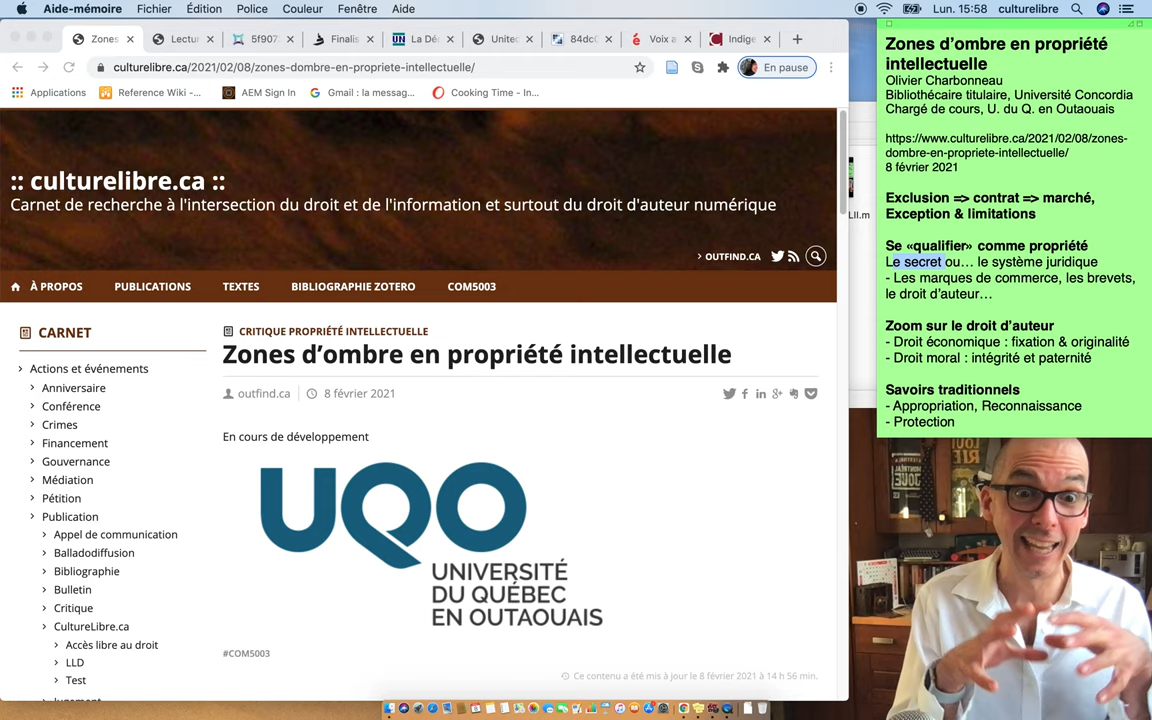 Aide-mémoire Fichier Édition Police Couleur Fenêtre Aide
Lun. 15:58 culturelibre
Zones Lectur 5f907 Finalis La Déc United 84dc0 Voix a Indige
culturelibre.ca/2021/02/08/zones-dombre-en-propriete-intellectuelle/
En pause
Applications Reference Wiki -... AEM Sign In Gmail : la messag... Cooking Time - In...
:: culturelibre.ca ::
Carnet de recherche à l'intersection du droit et de l'information et surtout du droit d'auteur numérique
> OUTFIND.CA
À PROPOS PUBLICATIONS TEXTES BIBLIOGRAPHIE ZOTERO COM5003
CARNET
Actions et événements
Anniversaire
Conférence
Crimes
Financement
Gouvernance
Médiation
Pétition
Publication
Appel de communication
Balladodiffusion
Bibliographie
Bulletin
Critique
CultureLibre.ca
Accès libre au droit
LLD
Test
Jugement
CRITIQUE PROPRIÉTÉ INTELLECTUELLE
Zones d'ombre en propriété intellectuelle
outfind.ca 8 février 2021
En cours de développement
UQO
UNIVERSITÉ
DU QUÉBEC
EN OUTAOUAIS
#COM5003
Ce contenu a été mis à jour le 8 février 2021 à 14 h 56 min.
Zones d'ombre en propriété
intellectuelle
Olivier Charbonneau
Bibliothécaire titulaire, Université Concordia
Chargé de cours, U. du Q. en Outaouais
https://www.culturelibre.ca/2021/02/08/zones-
dombre-en-propriete-intellectuelle/
8 février 2021
Exclusion => contrat => marché,
Exception & limitations
Se «qualifier» comme propriété
Le secret ou… le système juridique
- Les marques de commerce, les brevets,
le droit d'auteur…
Zoom sur le droit d'auteur
- Droit économique : fixation & originalité
- Droit moral : intégrité et paternité
Savoirs traditionnels
- Appropriation, Reconnaissance
- Protection
LII.m